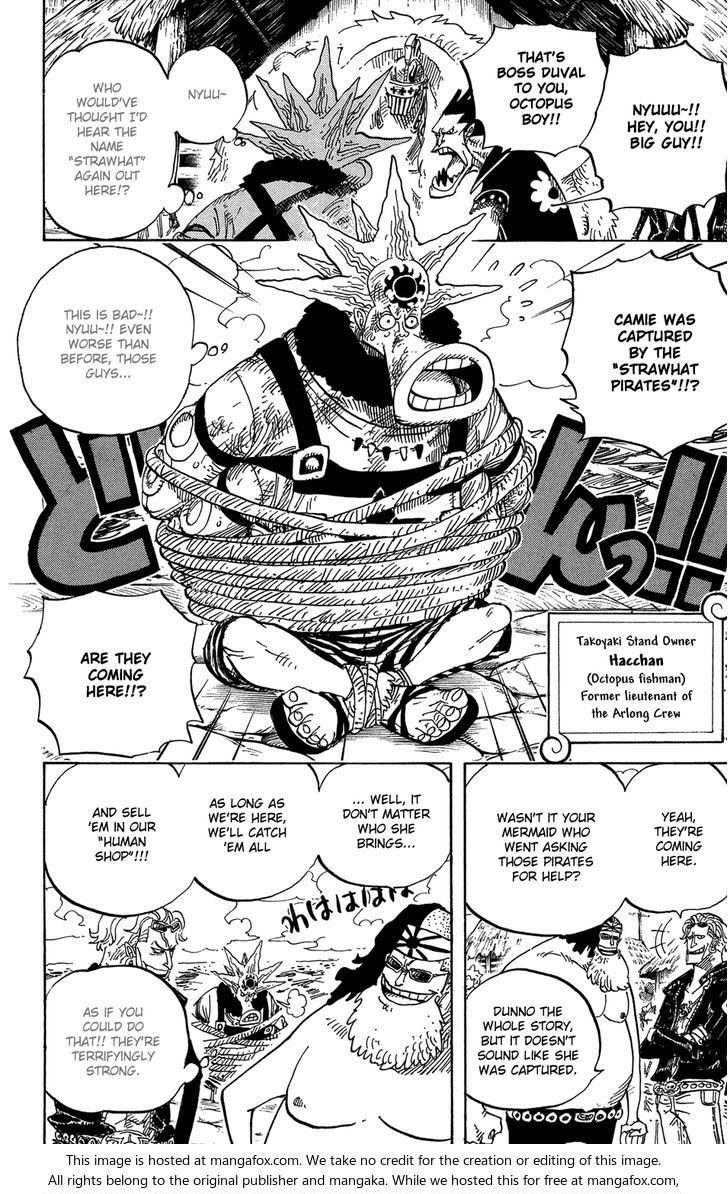 NYUUU~!!
HEY, YOU!!
BIG GUY!!
THAT'S
BOSS DUVAL
TO YOU,
OCTOPUS
BOY!!
NYUU~
WHO
WOULD'VE
THOUGHT I'D
HEAR THE
NAME
"STRAWHAT"
AGAIN OUT
HERE!?
CAMIE WAS
CAPTURED
BY THE
"STRAWHAT
PIRATES"!!?
THIS IS BAD~!!
NYUU~!! EVEN
WORSE THAN
BEFORE, THOSE
GUYS...
ど
んっ!!
ARE THEY
COMING
HERE!!?
Takoyaki Stand Owner
Hacchan
(Octopus fishman)
Former lieutenant of
the Arlong Crew
YEAH,
THEY'RE
COMING
HERE.
WASN'T IT YOUR
MERMAID WHO
WENT ASKING
THOSE PIRATES
FOR HELP?
DUNNO THE
WHOLE STORY,
BUT IT DOESN'T
SOUND LIKE SHE
WAS CAPTURED.
... WELL, IT
DON'T MATTER
WHO SHE
BRINGS...
AS LONG AS
WE'RE HERE,
WE'LL CATCH
'EM ALL
AND SELL
'EM IN OUR
"HUMAN
SHOP"!!!
わはははは
AS IF YOU
COULD DO
THAT!! THEY'RE
TERRIFYINGLY
STRONG.
This image is hosted at mangafox.com. We take no credit for the creation or editing of this image.
All rights belong to the original publisher and mangaka. While we hosted this for free at mangafox.com,